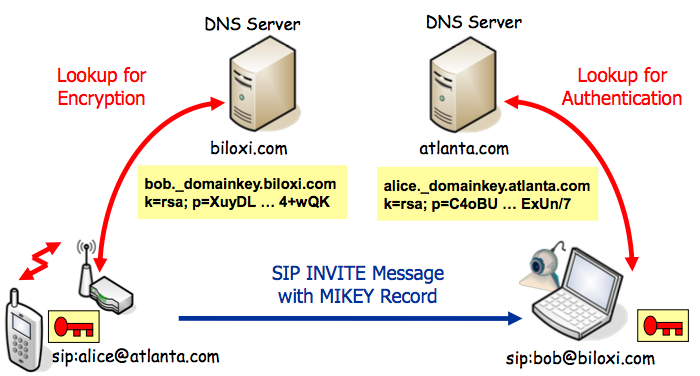 DNS Server
DNS Server
Lookup for
Encryption
Lookup for
Authentication
biloxi.com
atlanta.com
bob._domainkey.biloxi.com
k=rsa; p=XuyDL … 4+wQK
alice._domainkey.atlanta.com
k=rsa; p=C4oBU … ExUn/7
SIP INVITE Message
with MIKEY Record
sip:alice@atlanta.com
sip:bob@biloxi.com